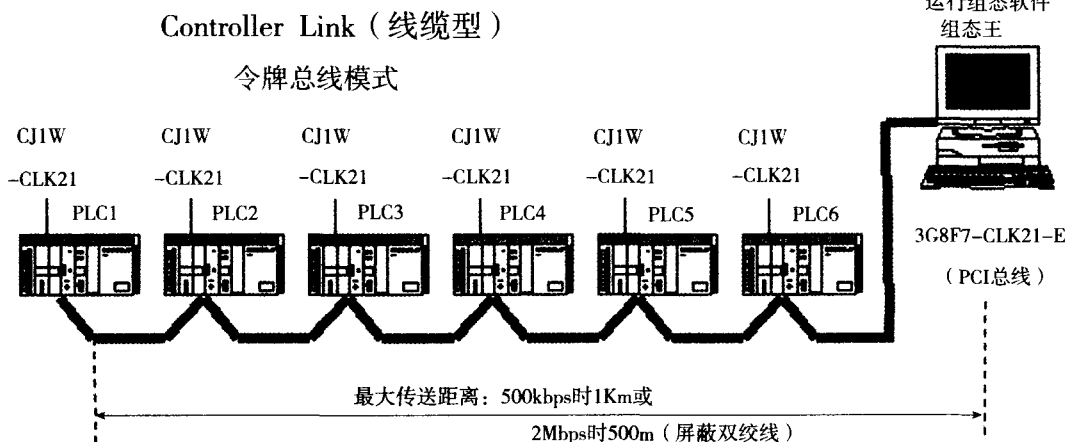 运行组态软件
组态王
Controller Link（线缆型）
令牌总线模式
CJ1W CJ1W CJ1W CJ1W CJ1W CJ1W
-CLK21 -CLK21 -CLK21 -CLK21 -CLK21 -CLK21
PLC1 PLC2 PLC3 PLC4 PLC5 PLC6
3G8F7-CLK21-E
（PCI总线）
最大传送距离：500kbps时1Km或
2Mbps时500m（屏蔽双绞线）